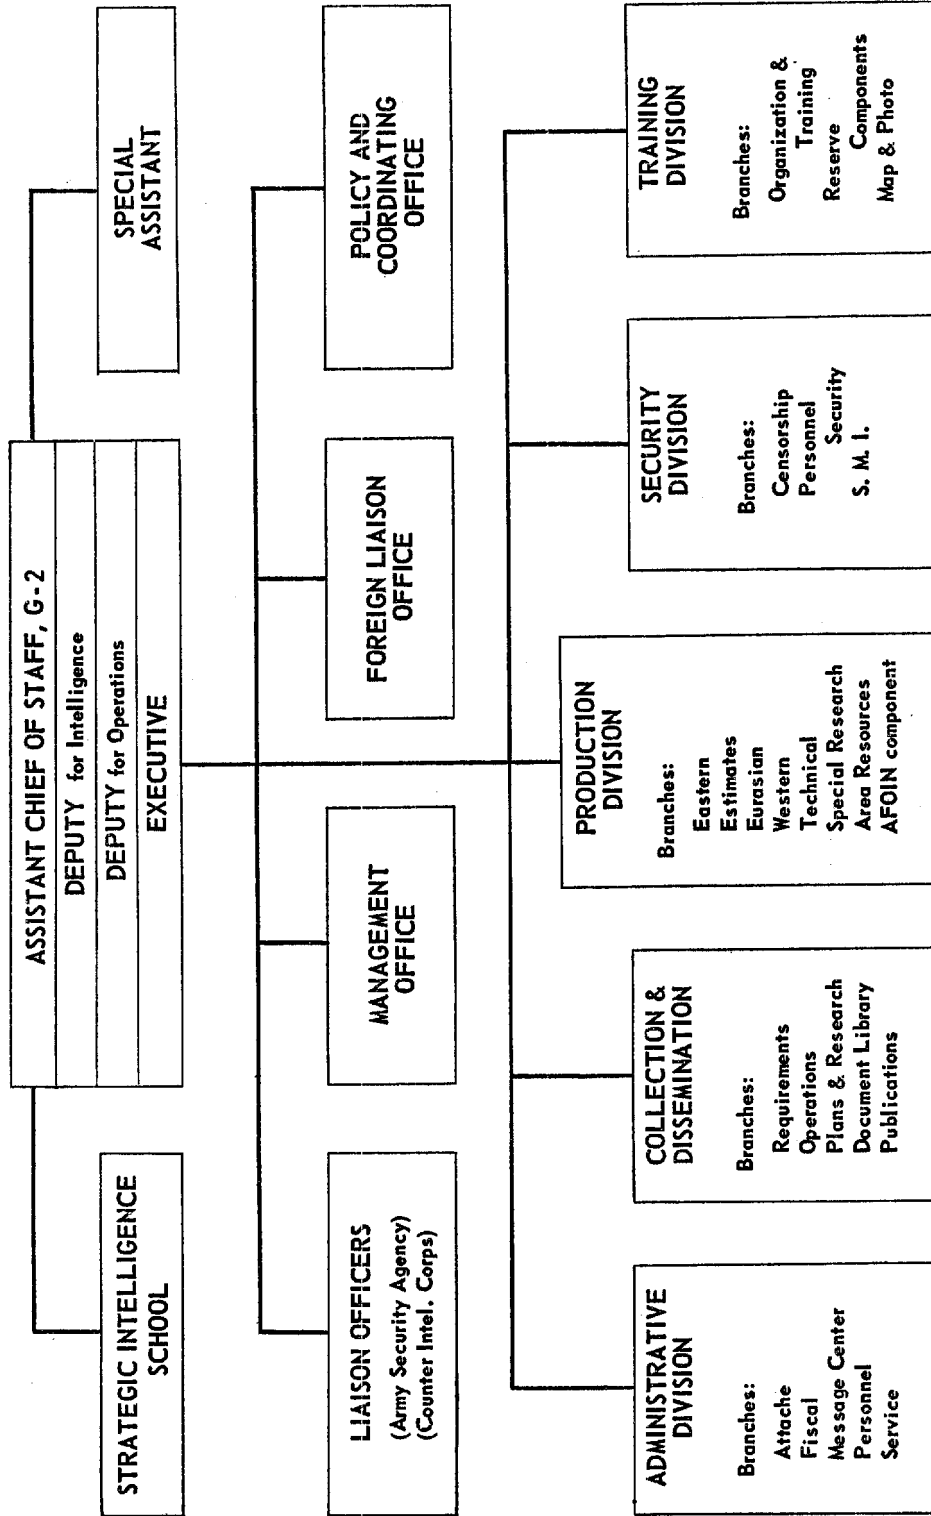 ASSISTANT CHIEF OF STAFF, G-2
DEPUTY for Intelligence
DEPUTY for Operations
EXECUTIVE
STRATEGIC INTELLIGENCE
SCHOOL
SPECIAL
ASSISTANT
LIAISON OFFICERS
(Army Security Agency)
(Counter Intel. Corps)
MANAGEMENT
OFFICE
FOREIGN LIAISON
OFFICE
POLICY AND
COORDINATING
OFFICE
ADMINISTRATIVE
DIVISION
Branches:
Attache
Fiscal
Message Center
Personnel
Service
COLLECTION &
DISSEMINATION
Branches:
Requirements
Operations
Plans & Research
Document Library
Publications
PRODUCTION
DIVISION
Branches:
Eastern
Estimates
Eurasian
Western
Technical
Special Research
Area Resources
AFOIN component
SECURITY
DIVISION
Branches:
Censorship
Personnel
Security
S. M. I.
TRAINING
DIVISION
Branches:
Organization &
Training
Reserve
Components
Map & Photo